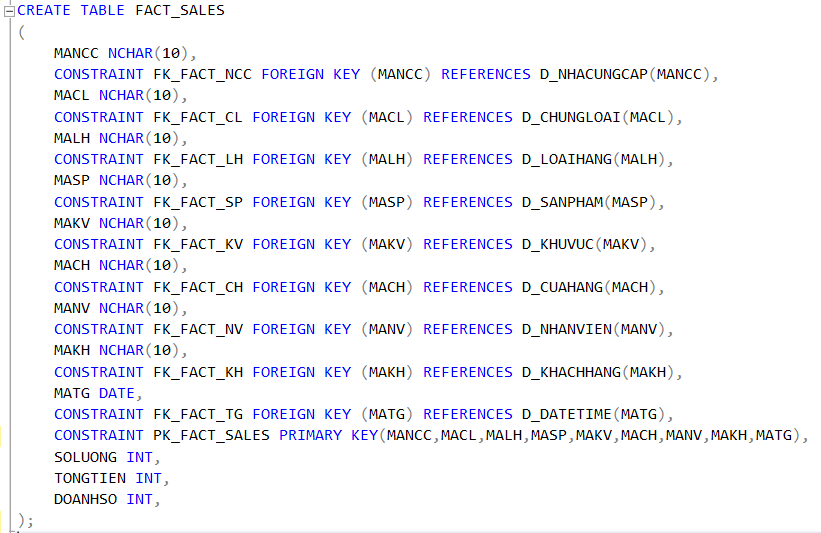 CREATE TABLE FACT_SALES
(
MANCC NCHAR(10),
CONSTRAINT FK_FACT_NCC FOREIGN KEY (MANCC) REFERENCES D_NHACUNGCAP(MANCC),
MACL NCHAR(10),
CONSTRAINT FK_FACT_CL FOREIGN KEY (MACL) REFERENCES D_CHUNGLOAI(MACL),
MALH NCHAR(10),
CONSTRAINT FK_FACT_LH FOREIGN KEY (MALH) REFERENCES D_LOAIHANG(MALH),
MASP NCHAR(10),
CONSTRAINT FK_FACT_SP FOREIGN KEY (MASP) REFERENCES D_SANPHAM(MASP),
MAKV NCHAR(10),
CONSTRAINT FK_FACT_KV FOREIGN KEY (MAKV) REFERENCES D_KHUVUC(MAKV),
MACH NCHAR(10),
CONSTRAINT FK_FACT_CH FOREIGN KEY (MACH) REFERENCES D_CUAHANG(MACH),
MANV NCHAR(10),
CONSTRAINT FK_FACT_NV FOREIGN KEY (MANV) REFERENCES D_NHANVIEN(MANV),
MAKH NCHAR(10),
CONSTRAINT FK_FACT_KH FOREIGN KEY (MAKH) REFERENCES D_KHACHHANG(MAKH),
MATG DATE,
CONSTRAINT FK_FACT_TG FOREIGN KEY (MATG) REFERENCES D_DATETIME(MATG),
CONSTRAINT PK_FACT_SALES PRIMARY KEY(MANCC,MACL,MALH,MASP,MAKV,MACH,MANV,MAKH,MATG),
SOLUONG INT,
TONGTIEN INT,
DOANHSO INT,
);